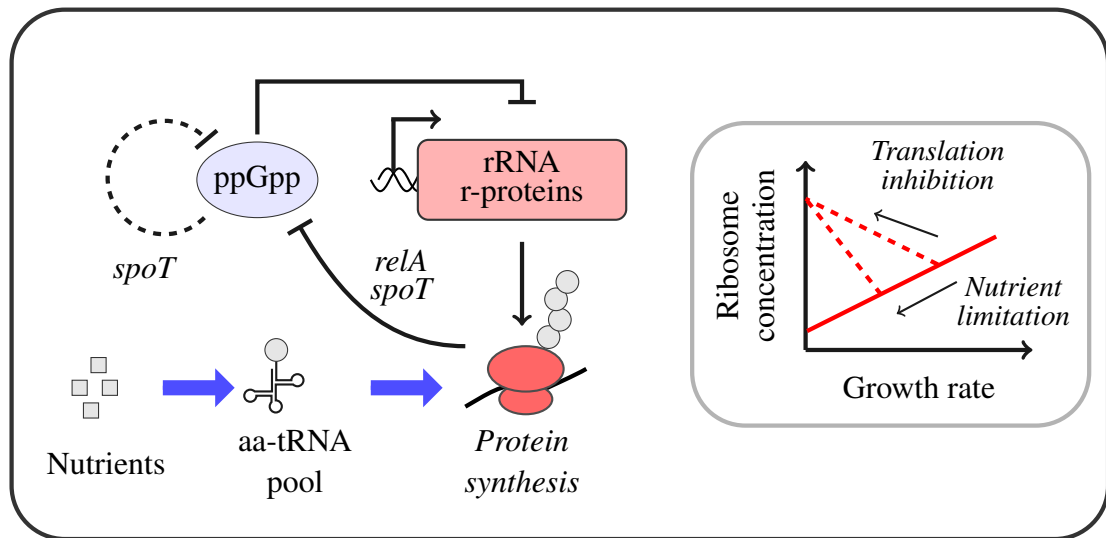 ppGpp
rRNA
r-proteins
spoT
relA
spoT
Nutrients
aa-tRNA
pool
Protein
synthesis
Ribosome
concentration
Translation
inhibition
Nutrient
limitation
Growth rate